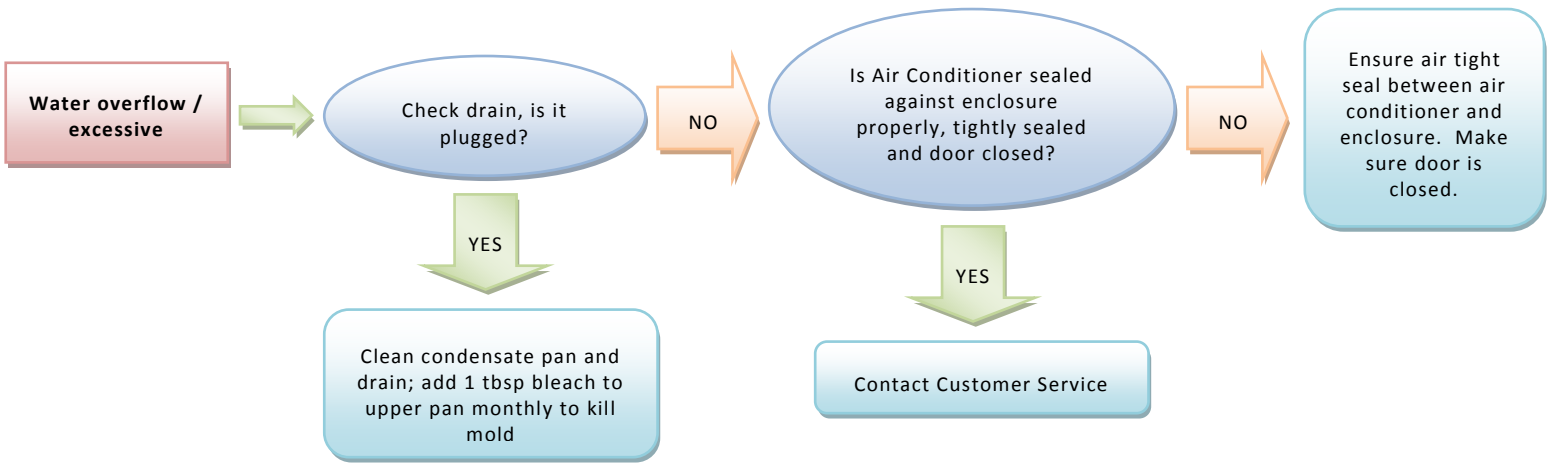 Water overflow /
excessive
Check drain, is it
plugged?
NO
Is Air Conditioner sealed
against enclosure
properly, tightly sealed
and door closed?
NO
Ensure air tight
seal between air
conditioner and
enclosure.  Make
sure door is
closed.
YES
Clean condensate pan and
drain; add 1 tbsp bleach to
upper pan monthly to kill
mold
YES
Contact Customer Service